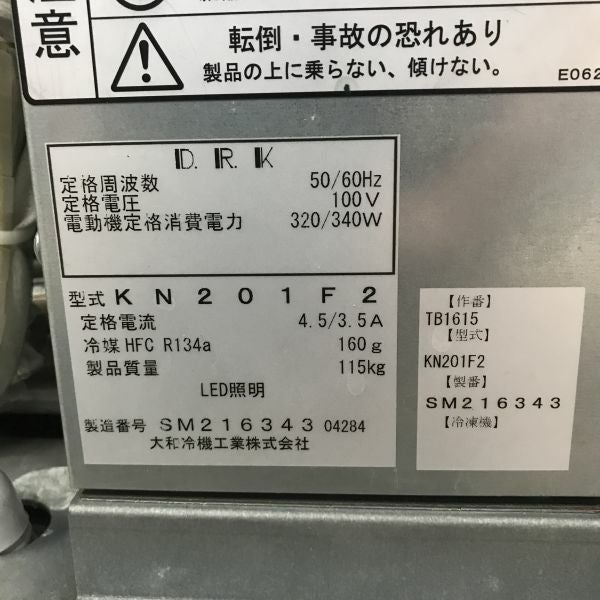 注意
転倒・事故の恐れあり
製品の上に乗らない、傾けない。
E062
D. R. K
定格周波数 50/60Hz
定格電圧 100V
電動機定格消費電力 320/340W
型式 KN201F2
定格電流 4.5/3.5A
冷媒 HFC R134a 160g
製品質量 115kg
LED照明
製造番号 SM216343 04284
大和冷機工業株式会社
【作番】
TB1615
【型式】
KN201F2
【製番】
SM216343
【冷凍機】